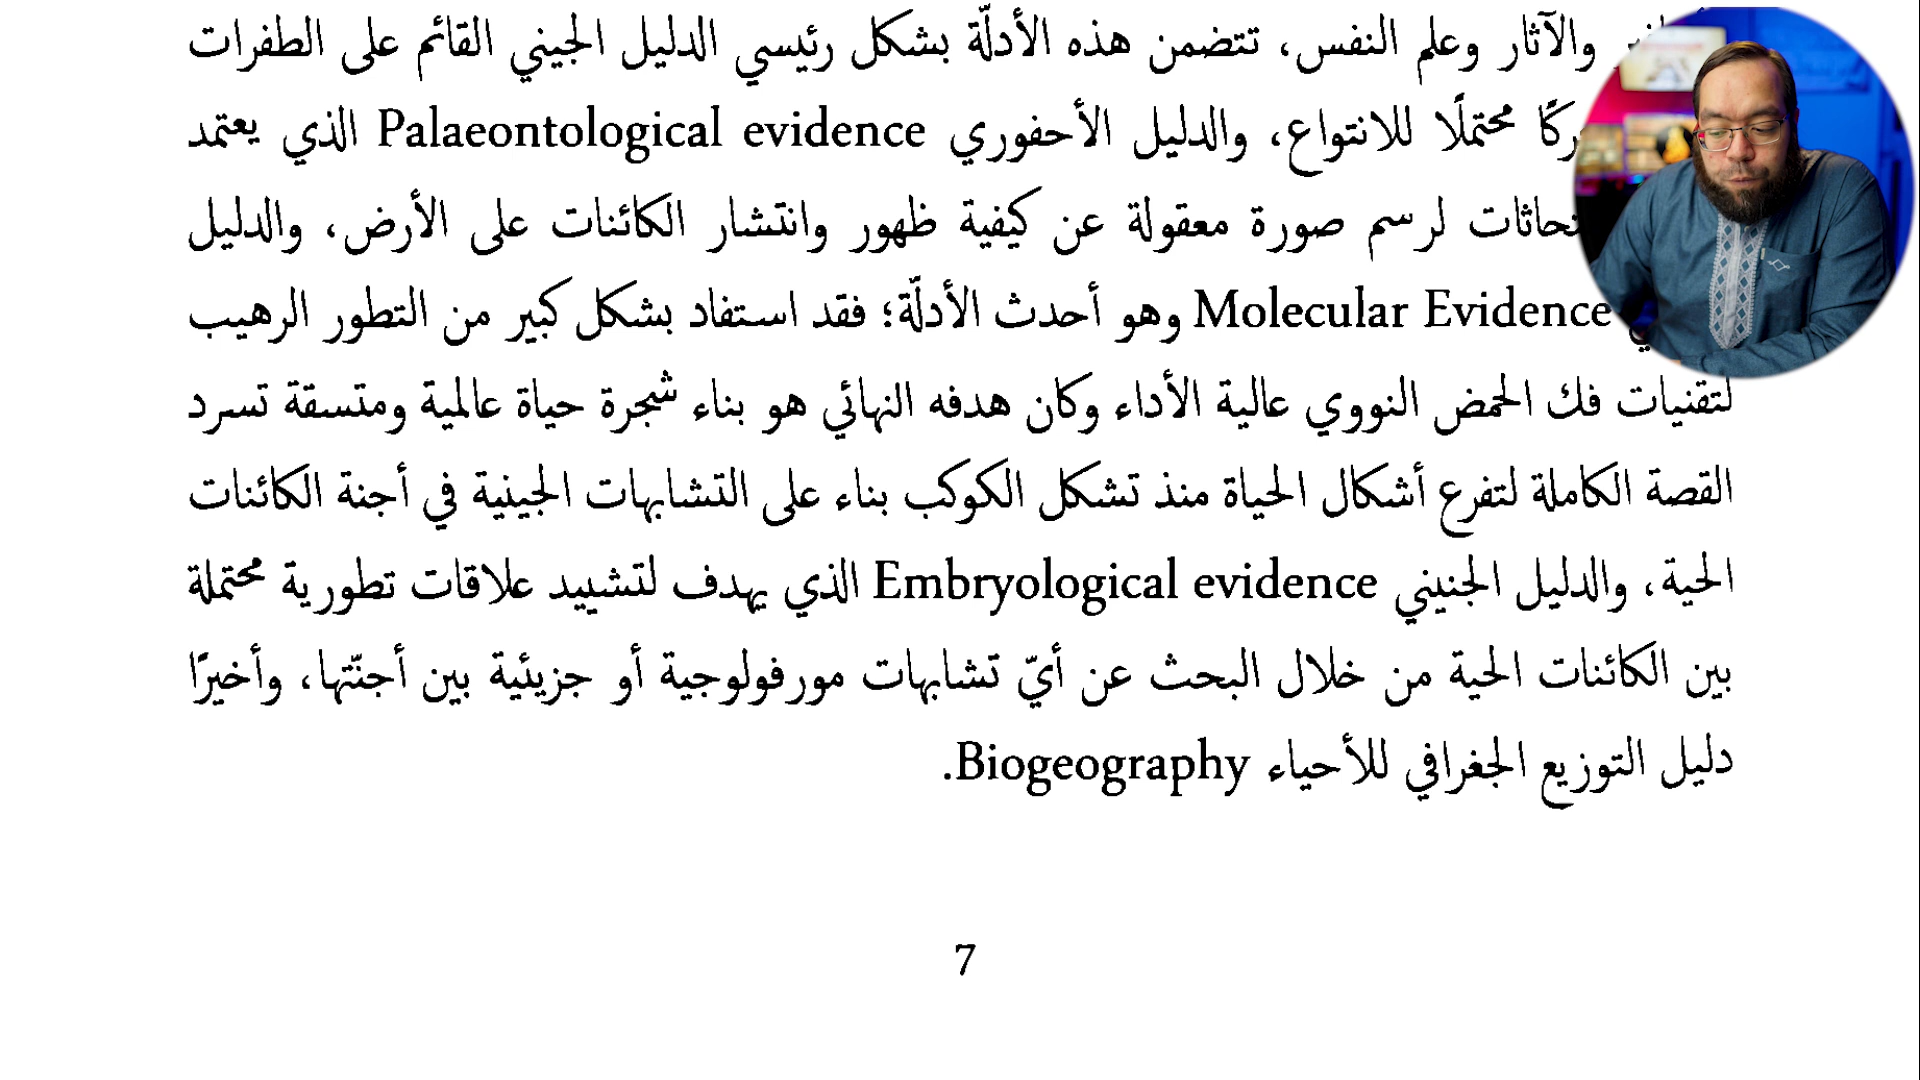 والآثار وعلم النفس، تتضمن هذه الأدلّة بشكل رئيسي الدليل الجيني القائم على الطفرات
محتملًا للانتواع، والدليل الأحفوري Palaeontological evidence الذي يعتمد
لرسم صورة معقولة عن كيفية ظهور وانتشار الكائنات على الأرض، والدليل
Molecular Evidence وهو أحدث الأدلّة؛ فقد استفاد بشكل كبير من التطور الرهيب
لتقنيات فك الحمض النووي عالية الأداء وكان هدفه النهائي هو بناء شجرة حياة عالمية ومتسقة تسرد
القصة الكاملة لتفرع أشكال الحياة منذ تشكل الكوكب بناء على التشابهات الجينية في أجنة الكائنات
الحية، والدليل الجنيني Embryological evidence الذي يهدف لتشييد علاقات تطورية محتملة
بين الكائنات الحية من خلال البحث عن أيّ تشابهات مورفولوجية أو جزيئية بين أجنّتها، وأخيرًا
دليل التوزيع الجغرافي للأحياء Biogeography.
7